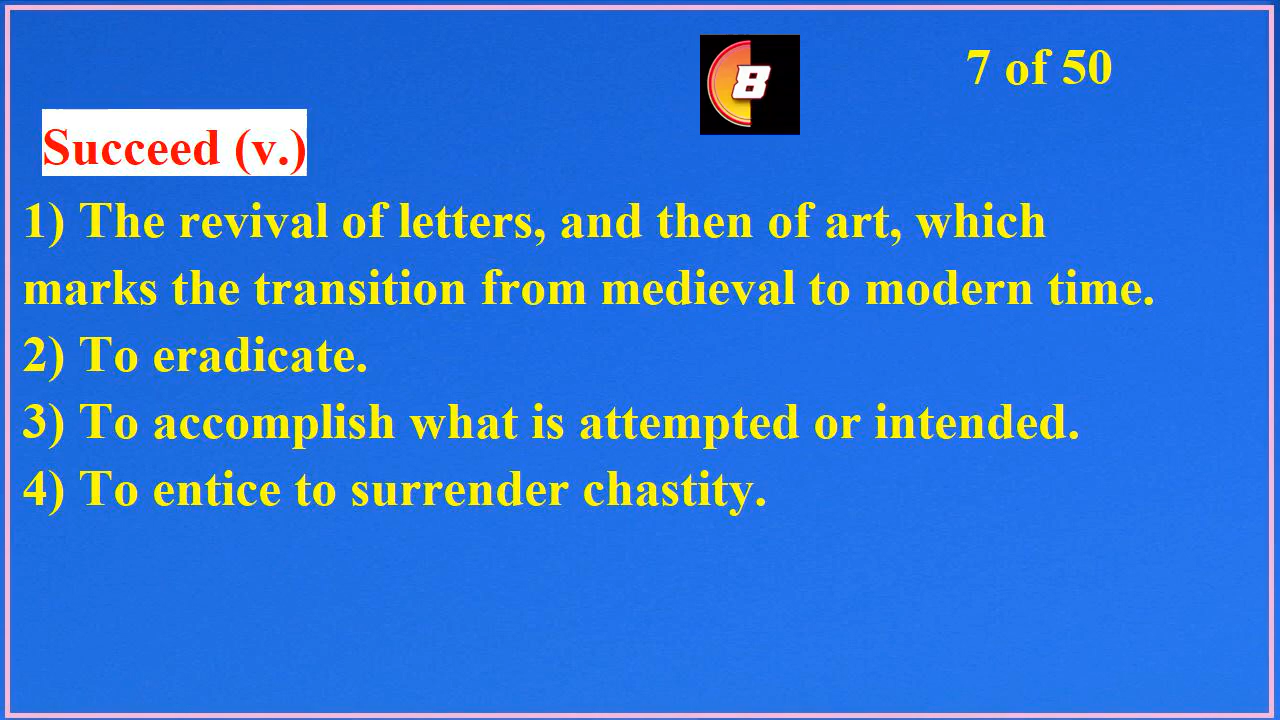 8
7 of 50
Succeed (v.)
1) The revival of letters, and then of art, which
marks the transition from medieval to modern time.
2) To eradicate.
3) To accomplish what is attempted or intended.
4) To entice to surrender chastity.